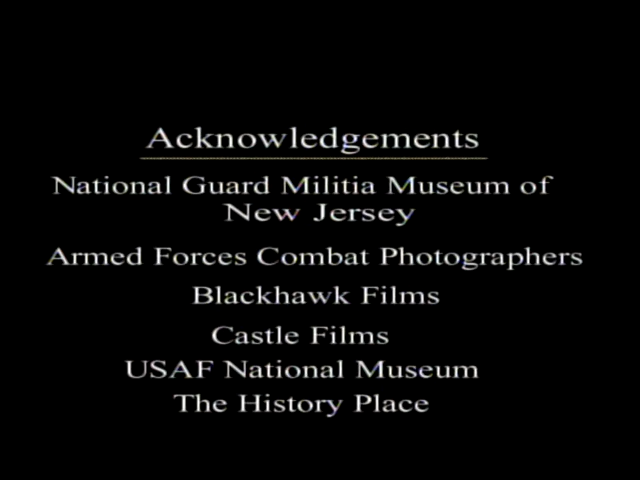 Acknowledgements
National Guard Militia Museum of
New Jersey
Armed Forces Combat Photographers
Blackhawk Films
Castle Films
USAF National Museum
The History Place